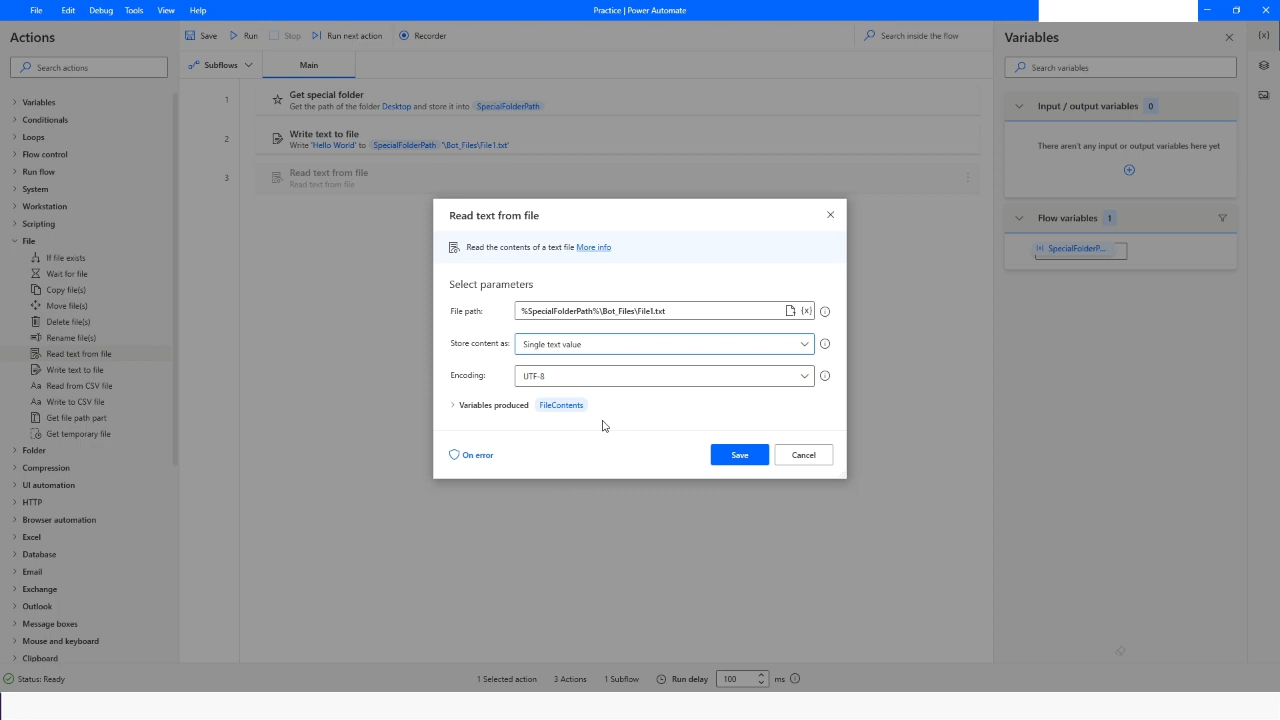 File Edit Debug Tools View Help Practice | Power Automate
Actions
Search actions
Variables
Conditionals
Loops
Flow control
Run flow
System
Workstation
Scripting
File
If file exists
Wait for file
Copy file(s)
Move file(s)
Delete file(s)
Rename file(s)
Read text from file
Write text to file
Read from CSV file
Write to CSV file
Get file path part
Get temporary file
Folder
Compression
UI automation
HTTP
Browser automation
Excel
Database
Email
Exchange
Outlook
Message boxes
Mouse and keyboard
Clipboard
Save Run Stop Run next action Recorder Search inside the flow
Subflows Main
1 Get special folder
Get the path of the folder Desktop and store it into SpecialFolderPath
2 Write text to file
Write 'Hello World' to SpecialFolderPath '\Bot_Files\File1.txt'
3 Read text from file
Read text from file
Read text from file
Read the contents of a text file More info
Select parameters
File path: %SpecialFolderPath%\Bot_Files\File1.txt {x}
Store content as: Single text value
Encoding: UTF-8
Variables produced FileContents
On error Save Cancel
Variables {x}
Search variables
Input / output variables 0
There aren't any input or output variables here yet
Flow variables 1
SpecialFolderP...
Status: Ready 1 Selected action 3 Actions 1 Subflow Run delay 100 ms